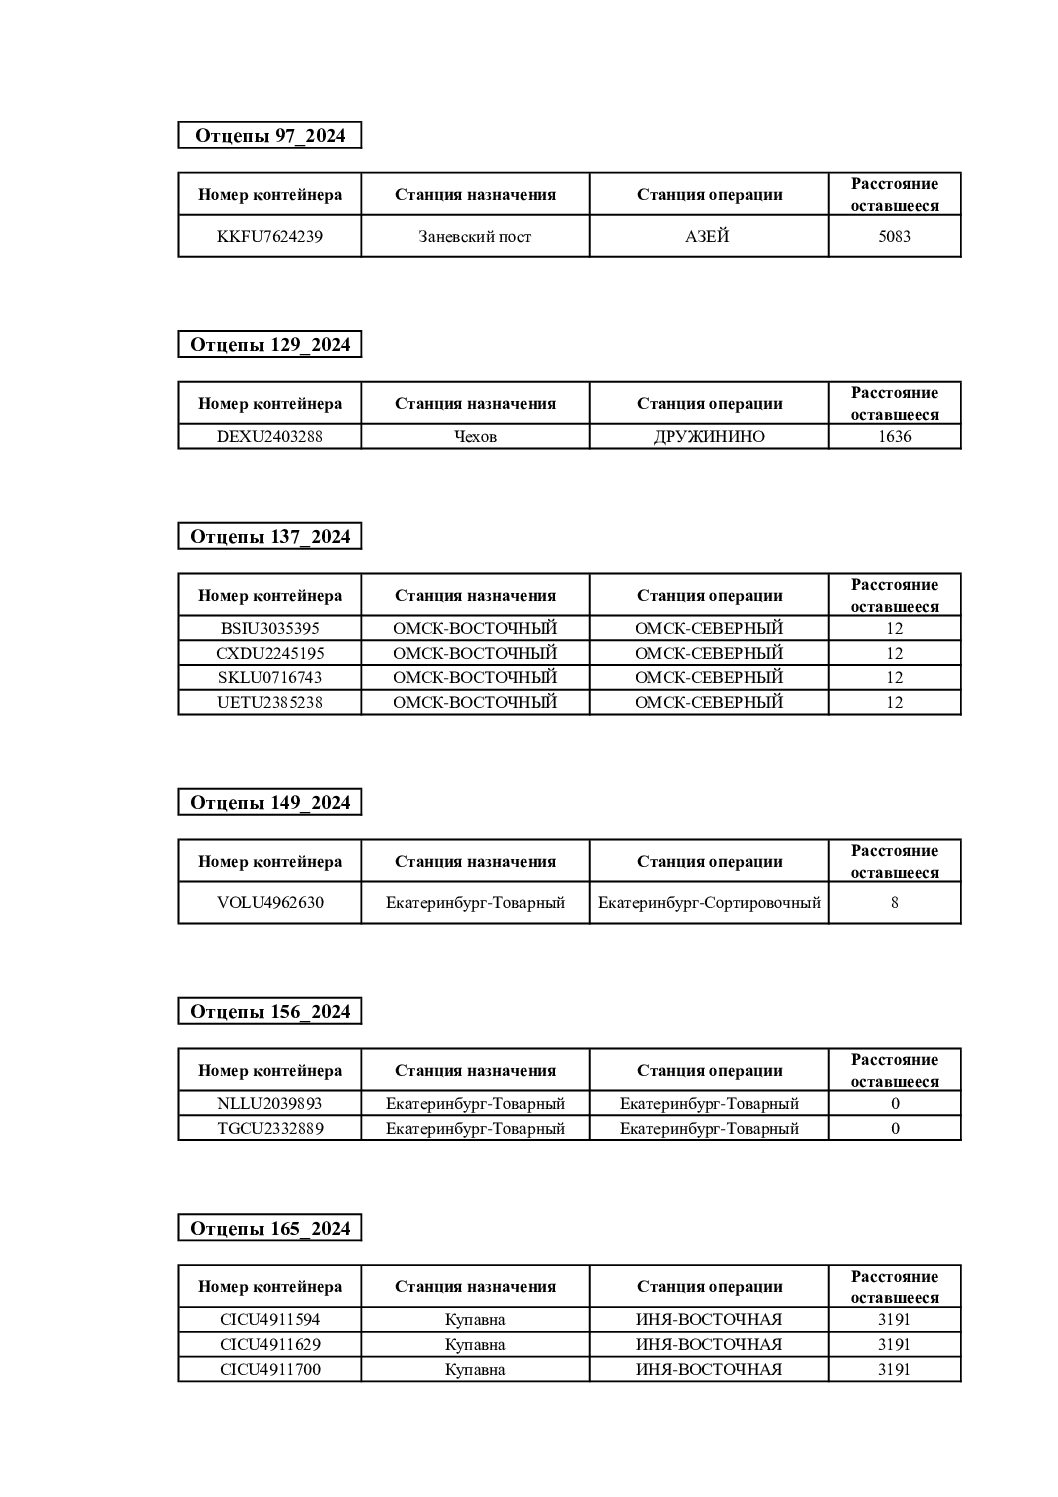 Отцепы 97_2024
Номер контейнера Станция назначения Станция операции Расстояние оставшееся
KKFU7624239 Заневский пост АЗЕЙ 5083
Отцепы 129_2024
Номер контейнера Станция назначения Станция операции Расстояние оставшееся
DEXU2403288 Чехов ДРУЖИНИНО 1636
Отцепы 137_2024
Номер контейнера Станция назначения Станция операции Расстояние оставшееся
BSIU3035395 ОМСК-ВОСТОЧНЫЙ ОМСК-СЕВЕРНЫЙ 12
CXDU2245195 ОМСК-ВОСТОЧНЫЙ ОМСК-СЕВЕРНЫЙ 12
SKLU0716743 ОМСК-ВОСТОЧНЫЙ ОМСК-СЕВЕРНЫЙ 12
UETU2385238 ОМСК-ВОСТОЧНЫЙ ОМСК-СЕВЕРНЫЙ 12
Отцепы 149_2024
Номер контейнера Станция назначения Станция операции Расстояние оставшееся
VOLU4962630 Екатеринбург-Товарный Екатеринбург-Сортировочный 8
Отцепы 156_2024
Номер контейнера Станция назначения Станция операции Расстояние оставшееся
NLLU2039893 Екатеринбург-Товарный Екатеринбург-Товарный 0
TGCU2332889 Екатеринбург-Товарный Екатеринбург-Товарный 0
Отцепы 165_2024
Номер контейнера Станция назначения Станция операции Расстояние оставшееся
CICU4911594 Купавна ИНЯ-ВОСТОЧНАЯ 3191
CICU4911629 Купавна ИНЯ-ВОСТОЧНАЯ 3191
CICU4911700 Купавна ИНЯ-ВОСТОЧНАЯ 3191